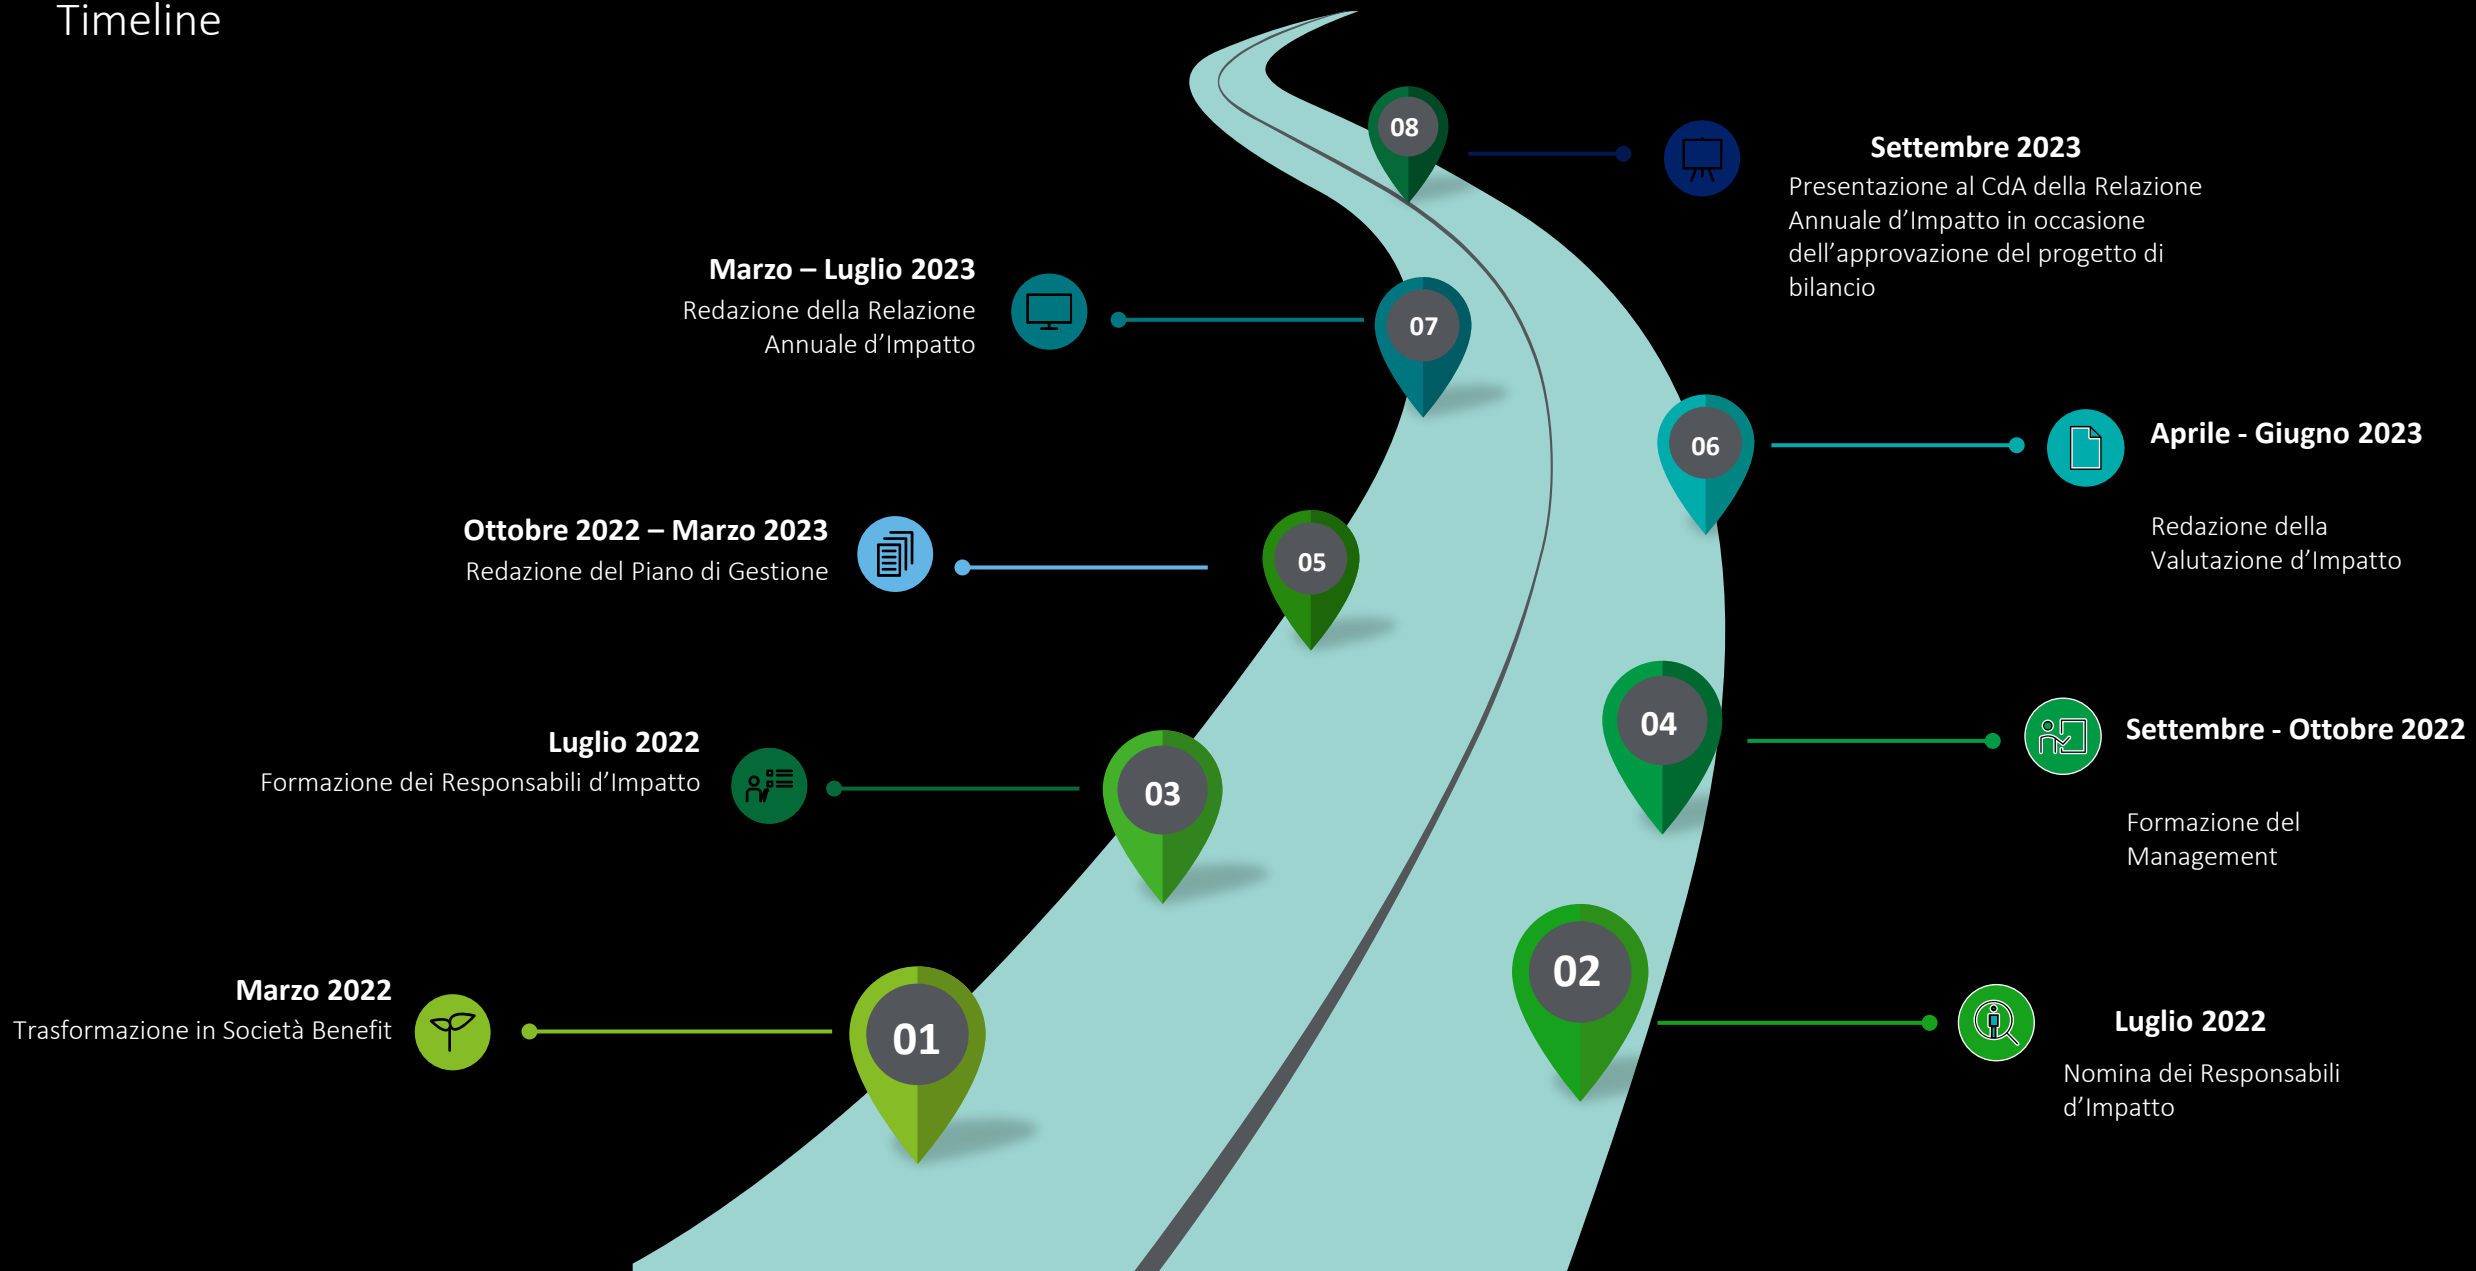 Timeline
08
Settembre 2023
Presentazione al CdA della Relazione
Annuale d’Impatto in occasione
dell’approvazione del progetto di
bilancio
Marzo – Luglio 2023
Redazione della Relazione
Annuale d’Impatto
07
06
Aprile - Giugno 2023
Redazione della
Valutazione d’Impatto
Ottobre 2022 – Marzo 2023
Redazione del Piano di Gestione
05
04
Settembre - Ottobre 2022
Formazione del
Management
Luglio 2022
Formazione dei Responsabili d’Impatto
03
02
Luglio 2022
Nomina dei Responsabili
d’Impatto
Marzo 2022
Trasformazione in Società Benefit
01